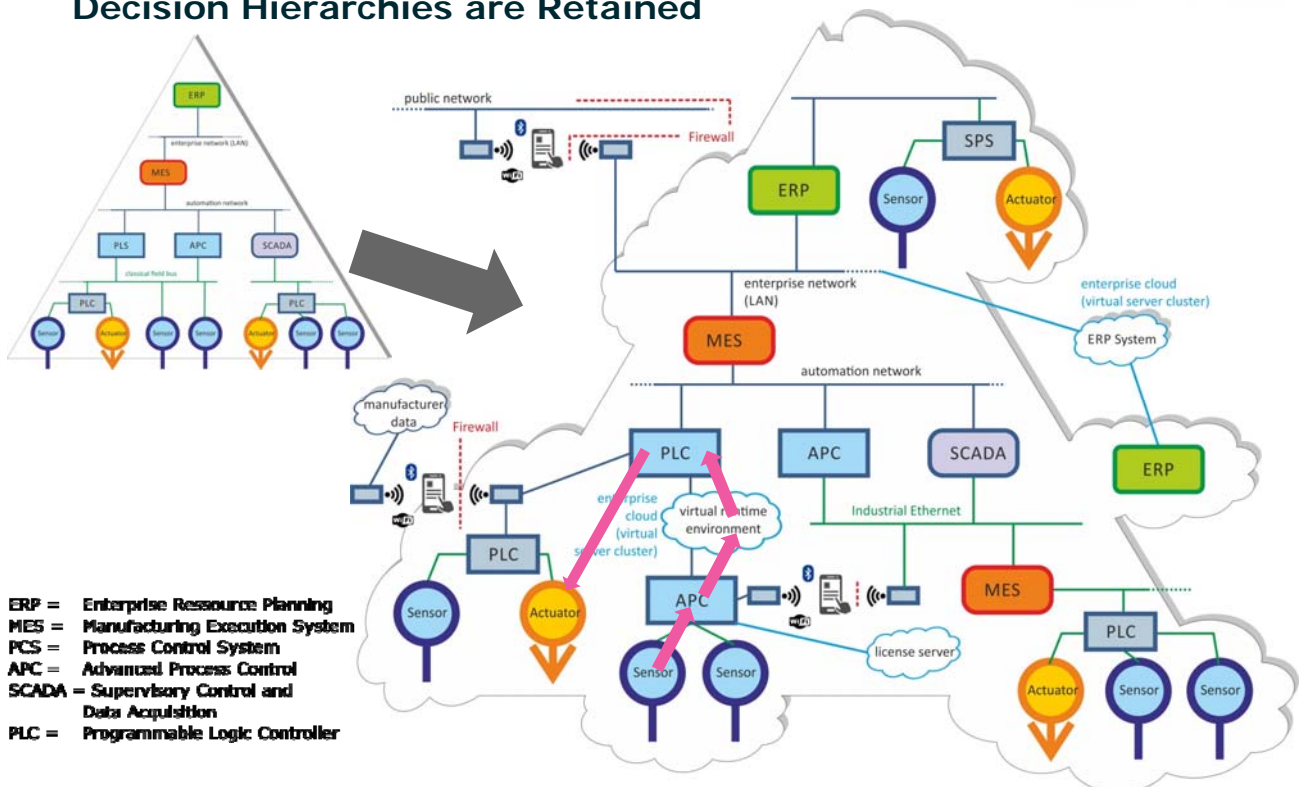 Decision Hierarchies are Retained
ERP
enterprise network (LAN)
MES
automation network
PLS
APC
SCADA
classical field bus
PLC
PLC
Sensor
Actuator
Sensor
Sensor
Actuator
Sensor
Sensor
public network
Firewall
WiFi
SPS
ERP
Sensor
Actuator
enterprise network
(LAN)
enterprise cloud
(virtual server cluster)
MES
ERP System
automation network
manufacturer
data
Firewall
PLC
APC
SCADA
ERP
WiFi
enterprise
cloud
(virtual
server cluster)
virtual runtime
environment
Industrial Ethernet
PLC
APC
WiFi
MES
Sensor
Actuator
PLC
license server
Sensor
Sensor
Actuator
Sensor
Sensor
ERP = Enterprise Ressource Planning
MES = Manufacturing Execution System
PCS = Process Control System
APC = Advanced Process Control
SCADA = Supervisory Control and
Data Acquisition
PLC = Programmable Logic Controller